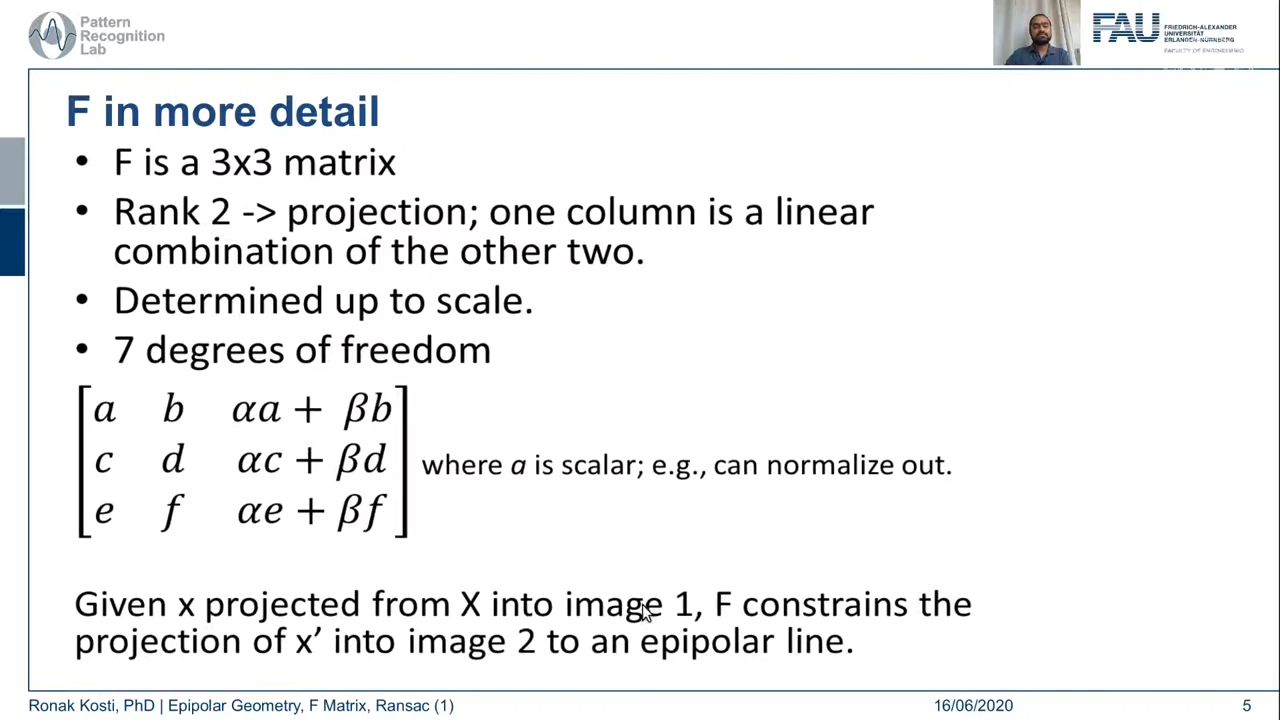 Pattern
Recognition
Lab
FAU
FRIEDRICH-ALEXANDER
UNIVERSITÄT
ERLANGEN-NÜRNBERG
FACULTY OF ENGINEERING
F in more detail
• F is a 3x3 matrix
• Rank 2 -> projection; one column is a linear
combination of the other two.
• Determined up to scale.
• 7 degrees of freedom
a b αa + βb
c d αc + βd where a is scalar; e.g., can normalize out.
e f αe + βf
Given x projected from X into image 1, F constrains the
projection of x’ into image 2 to an epipolar line.
Ronak Kosti, PhD | Epipolar Geometry, F Matrix, Ransac (1) 16/06/2020 5